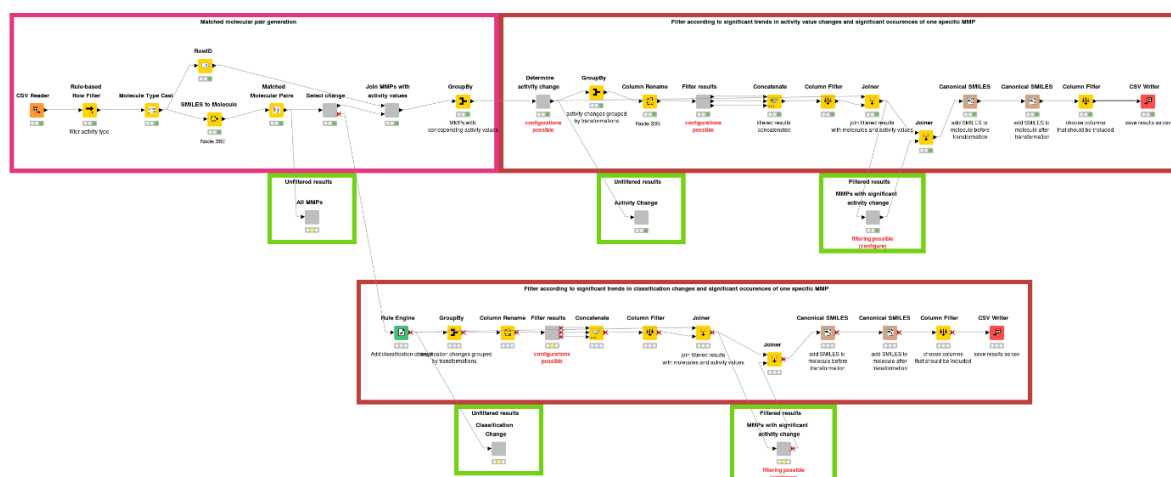 Matched molecular pair generation
Filter according to significant trends in activity value changes and significant occurences of one specific MMP
RowID
CSV Reader
Rule-based
Row Filter
filter activity type
Molecule Type Cast
SMILES to Molecule
Node 382
Matched
Molecular Pairs
Select change
Join MMPs with
activity values
GroupBy
MMPs with
corresponding activity values
Determine
activity change
configurations
possible
GroupBy
activity changes grouped
by transformations
Column Rename
Node 335
Filter results
configurations
possible
Concatenate
filtered results
concatenated
Column Filter
Joiner
join filtered results
with molecules and activity values
Joiner
Canonical SMILES
add SMILES to
molecule before
transformation
Canonical SMILES
add SMILES to
molecule after
transformation
Column Filter
choose columns
that should be included
CSV Writer
save results as csv
Unfiltered results
All MMPs
Unfiltered results
Activity Change
Filtered results
MMPs with significant
activity change
filtering possible
(configure)
Filter according to significant trends in classification changes and significant occurences of one specific MMP
Rule Engine
Add classification change
GroupBy
classification changes grouped
by transformations
Column Rename
Filter results
configurations
possible
Concatenate
Column Filter
Joiner
join filtered results
with molecules and activity values
Joiner
Canonical SMILES
add SMILES to
molecule before
transformation
Canonical SMILES
add SMILES to
molecule after
transformation
Column Filter
choose columns
that should be included
CSV Writer
save results as csv
Unfiltered results
Classification
Change
Filtered results
MMPs with significant
activity change
filtering possible